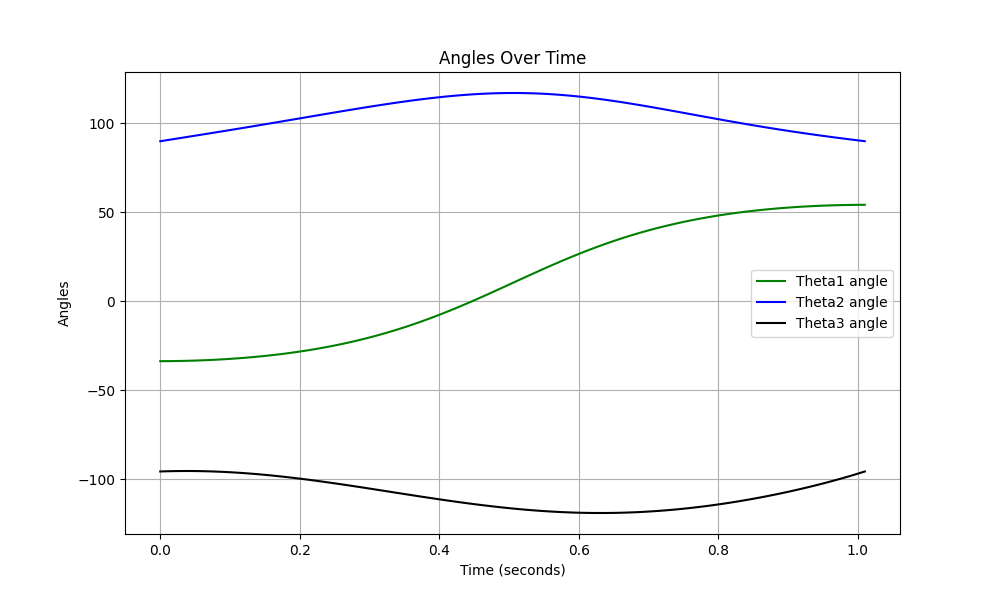 Angles Over Time
Angles
100
50
0
−50
−100
Theta1 angle
Theta2 angle
Theta3 angle
0.0 0.2 0.4 0.6 0.8 1.0
Time (seconds)